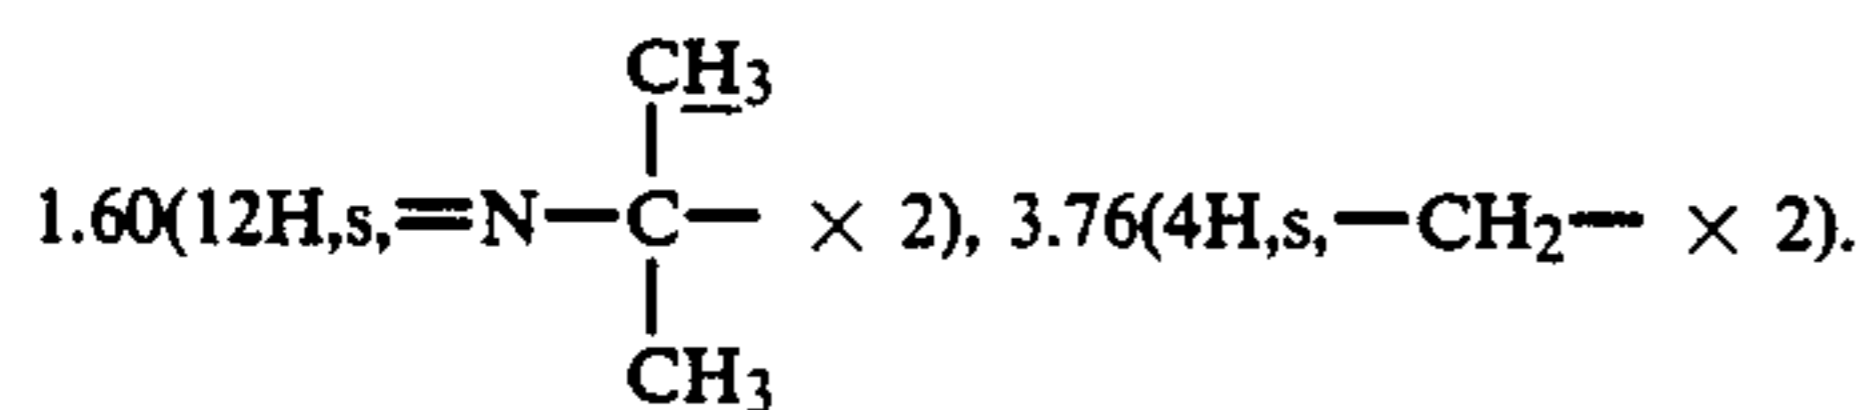 CH3
1.60(12H,s,=N—C— × 2), 3.76(4H,s,—CH2— × 2).
CH3